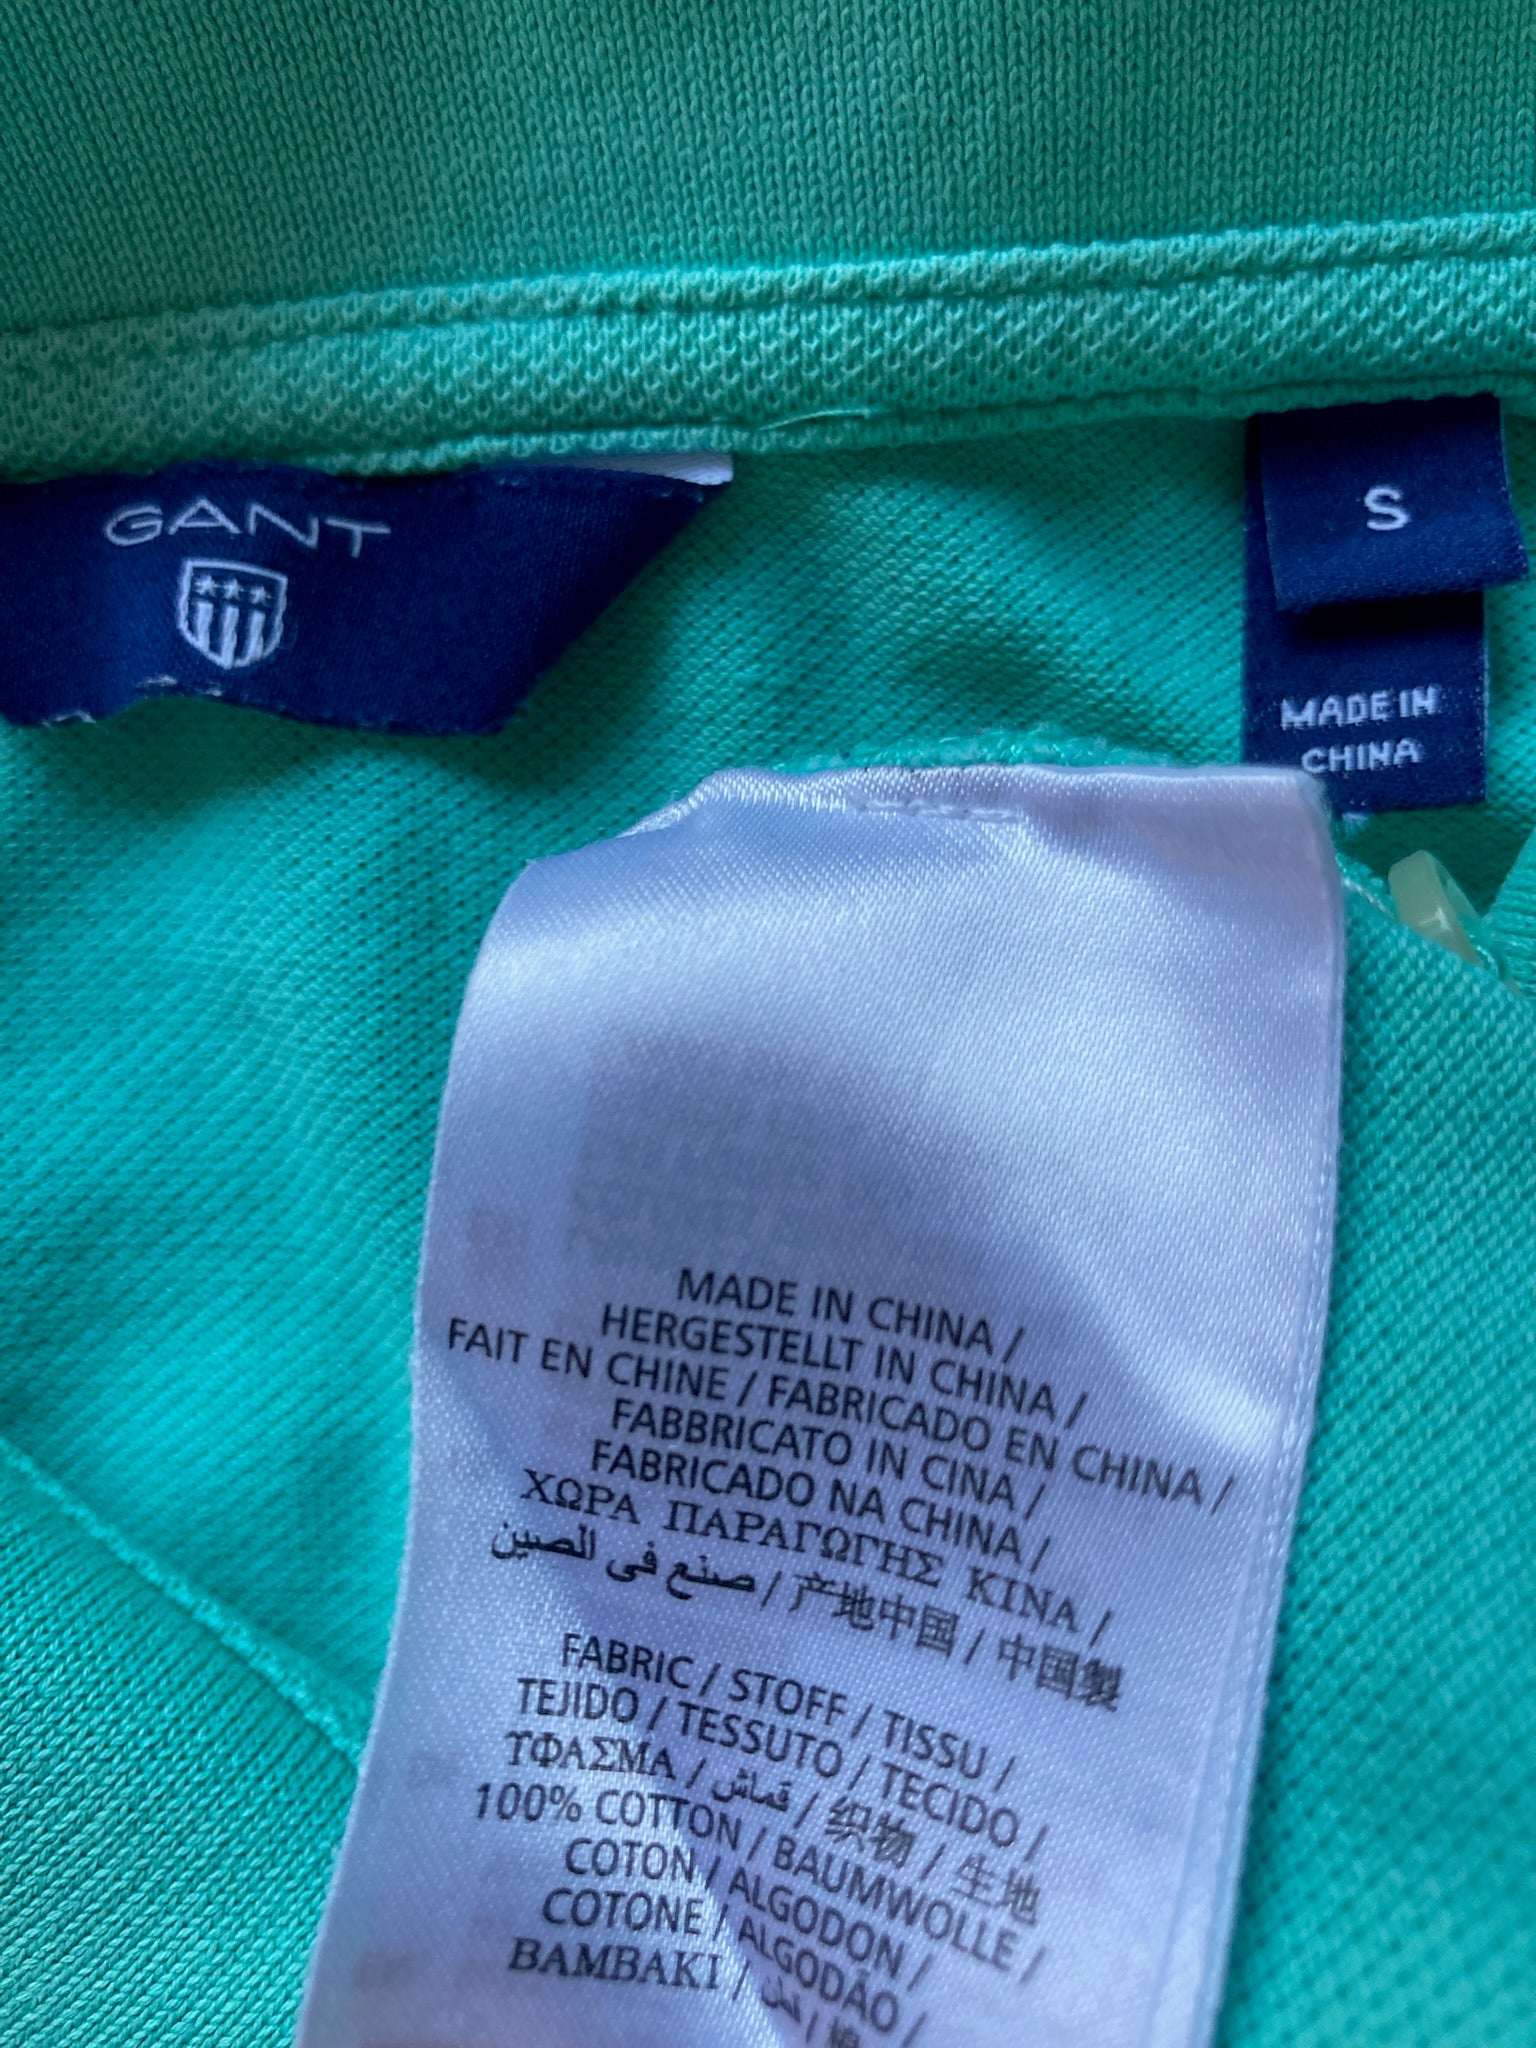 GANT
S
MADE IN
CHINA
MADE IN CHINA /
HERGESTELLT IN CHINA /
FAIT EN CHINE / FABRICADO EN CHINA /
FABBRICATO IN CINA /
FABRICADO NA CHINA /
ΧΩΡΑ ΠΑΡΑΓΩΓΗΣ ΚΙΝΑ /
صنع في الصين / 产地中国 / 中国製
FABRIC / STOFF / TISSU /
TEJIDO / TESSUTO / TECIDO /
ΥΦΑΣΜΑ / قماش / 织物 / 生地
100% COTTON / BAUMWOLLE /
COTON / ALGODON /
COTONE / ALGODÃO /
BAMBAKI / قطن /